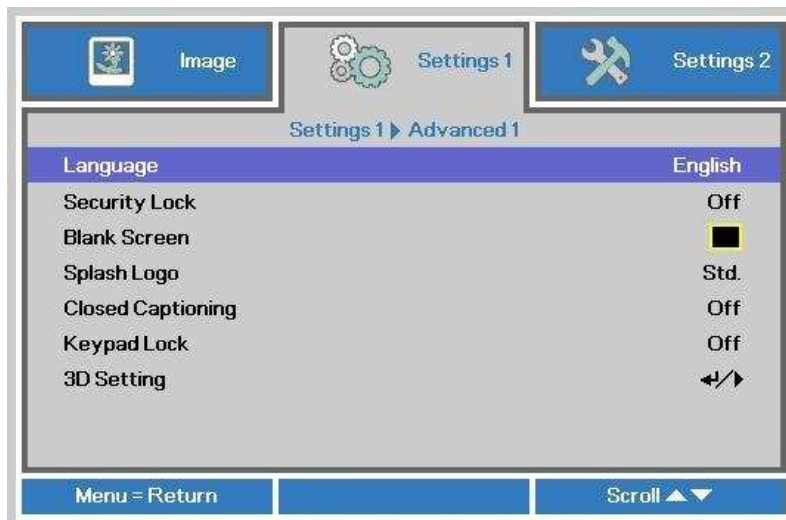 Image
Settings 1
Settings 2
Settings 1 Advanced 1
Language English
Security Lock Off
Blank Screen
Splash Logo Std.
Closed Captioning Off
Keypad Lock Off
3D Setting
Menu = Return
Scroll